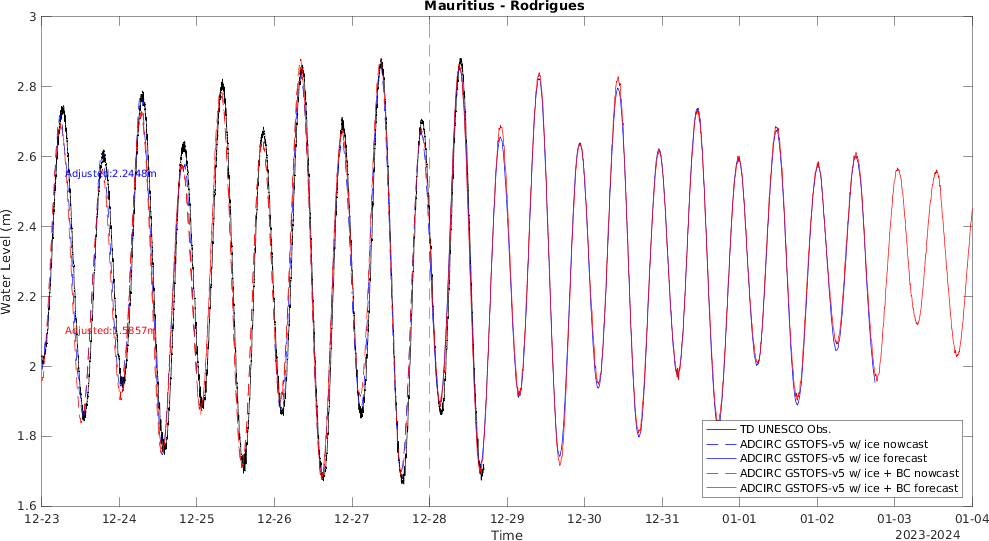 Mauritius - Rodrigues
3
2.8
2.6
2.4
2.2
2
1.8
1.6
Water Level (m)
Adjusted:2.2448m
Adjusted:1.5857m
TD UNESCO Obs.
ADCIRC GSTOFS-v5 w/ ice nowcast
ADCIRC GSTOFS-v5 w/ ice forecast
ADCIRC GSTOFS-v5 w/ ice + BC nowcast
ADCIRC GSTOFS-v5 w/ ice + BC forecast
12-23 12-24 12-25 12-26 12-27 12-28 12-29 12-30 12-31 01-01 01-02 01-03 01-04
Time
2023-2024